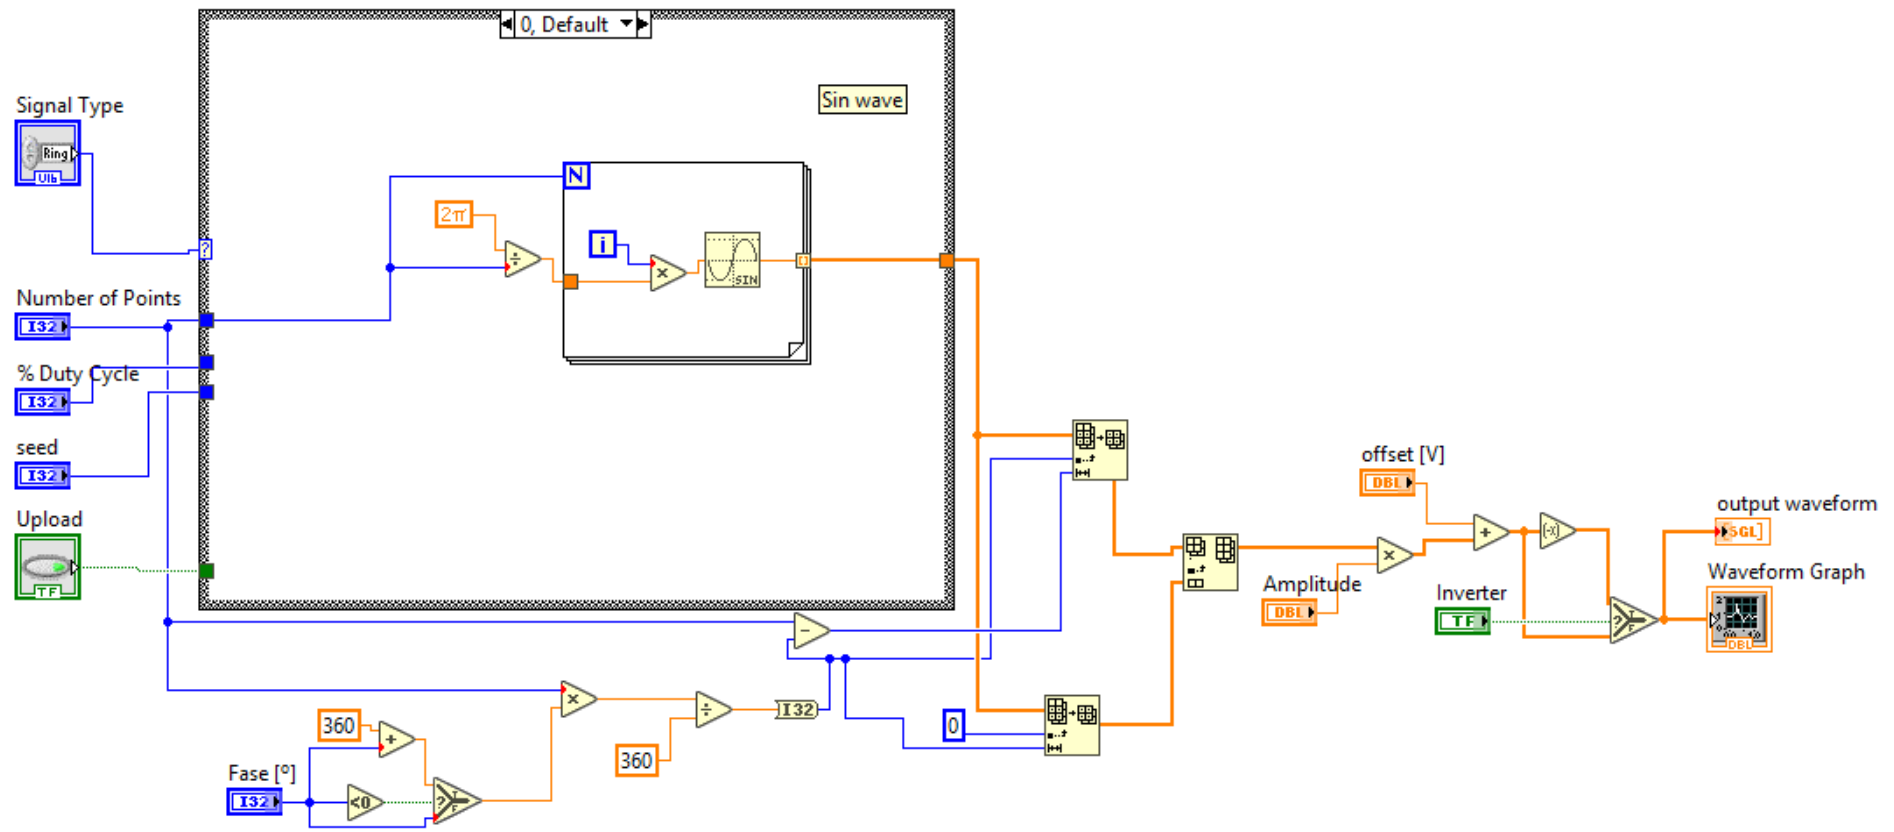 0, Default
Sin wave
Signal Type
Ring
U16
N
2π
÷
i
×
SIN
?
Number of Points
I32
% Duty Cycle
I32
seed
I32
Upload
TF
offset [V]
DBL
output waveform
+
(-x)
SGL]
×
Amplitude
DBL
Inverter
TF
Waveform Graph
?
T
F
DBL
-
×
÷
I32
360
+
360
0
Fase [º]
I32
<0
?
T
F